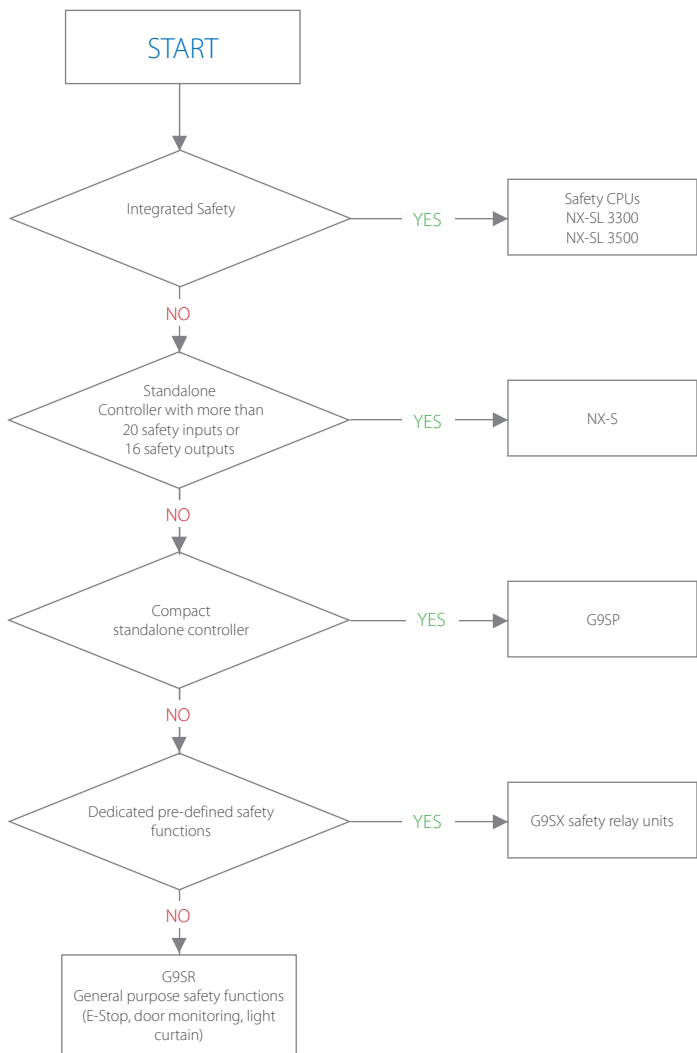 START
Integrated Safety
YES
Safety CPUs
NX-SL 3300
NX-SL 3500
NO
Standalone
Controller with more than
20 safety inputs or
16 safety outputs
YES
NX-S
NO
Compact
standalone controller
YES
G9SP
NO
Dedicated pre-defined safety
functions
YES
G9SX safety relay units
NO
G9SR
General purpose safety functions
(E-Stop, door monitoring, light
curtain)